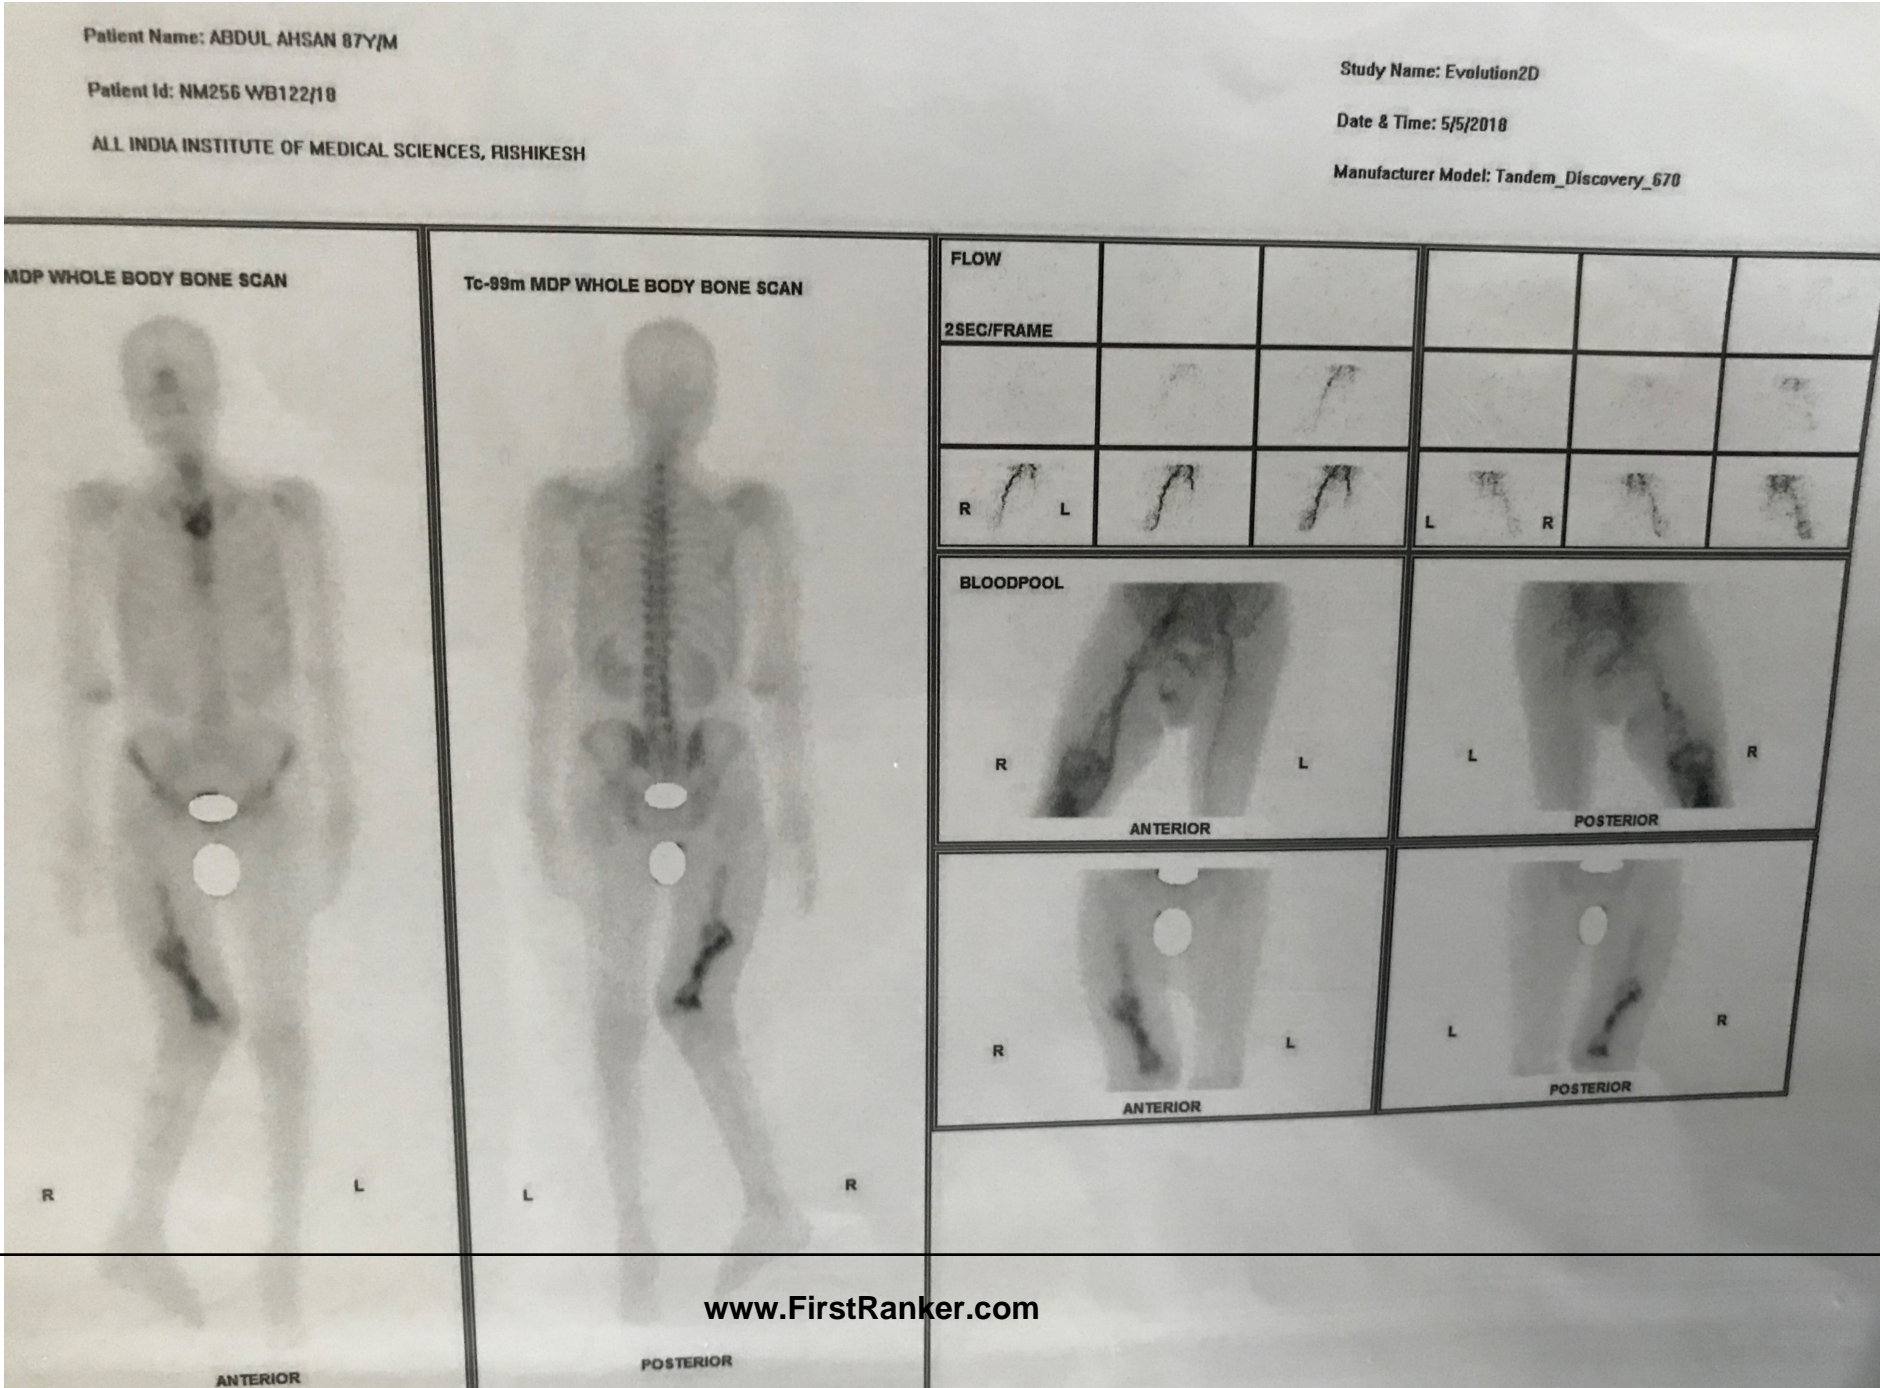 Patient Name: ABDUL AHSAN 87Y/M
Patient Id: NM256 WB122/18
ALL INDIA INSTITUTE OF MEDICAL SCIENCES, RISHIKESH
Study Name: Evolution2D
Date & Time: 5/5/2018
Manufacturer Model: Tandem_Discovery_670
MDP WHOLE BODY BONE SCAN
R
L
ANTERIOR
Tc-99m MDP WHOLE BODY BONE SCAN
L
R
POSTERIOR
FLOW
2SEC/FRAME
R L
L R
BLOODPOOL
R L
ANTERIOR
L R
POSTERIOR
R L
ANTERIOR
L R
POSTERIOR
www.FirstRanker.com